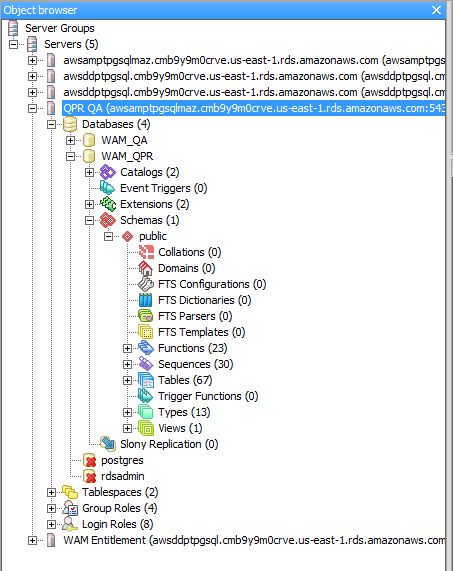 Object browser
Server Groups
Servers (5)
awsamptpgsqlmaz.cmb9y9m0crve.us-east-1.rds.amazonaws.com (awsamptpgs
awsddptpgsql.cmb9y9m0crve.us-east-1.rds.amazonaws.com (awsddptpgsql.
awsddptpgsql.cmb9y9m0crve.us-east-1.rds.amazonaws.com (awsddptpgsql.
QPR QA (awsamptpgsqlmaz.cmb9y9m0crve.us-east-1.rds.amazonaws.com:543
Databases (4)
WAM_QA
WAM_QPR
Catalogs (2)
Event Triggers (0)
Extensions (2)
Schemas (1)
public
Collations (0)
Domains (0)
FTS Configurations (0)
FTS Dictionaries (0)
FTS Parsers (0)
FTS Templates (0)
Functions (23)
Sequences (30)
Tables (67)
Trigger Functions (0)
Types (13)
Views (1)
Slony Replication (0)
postgres
rdsadmin
Tablespaces (2)
Group Roles (4)
Login Roles (8)
WAM Entitlement (awsddptpgsql.cmb9y9m0crve.us-east-1.rds.amazonaws.com